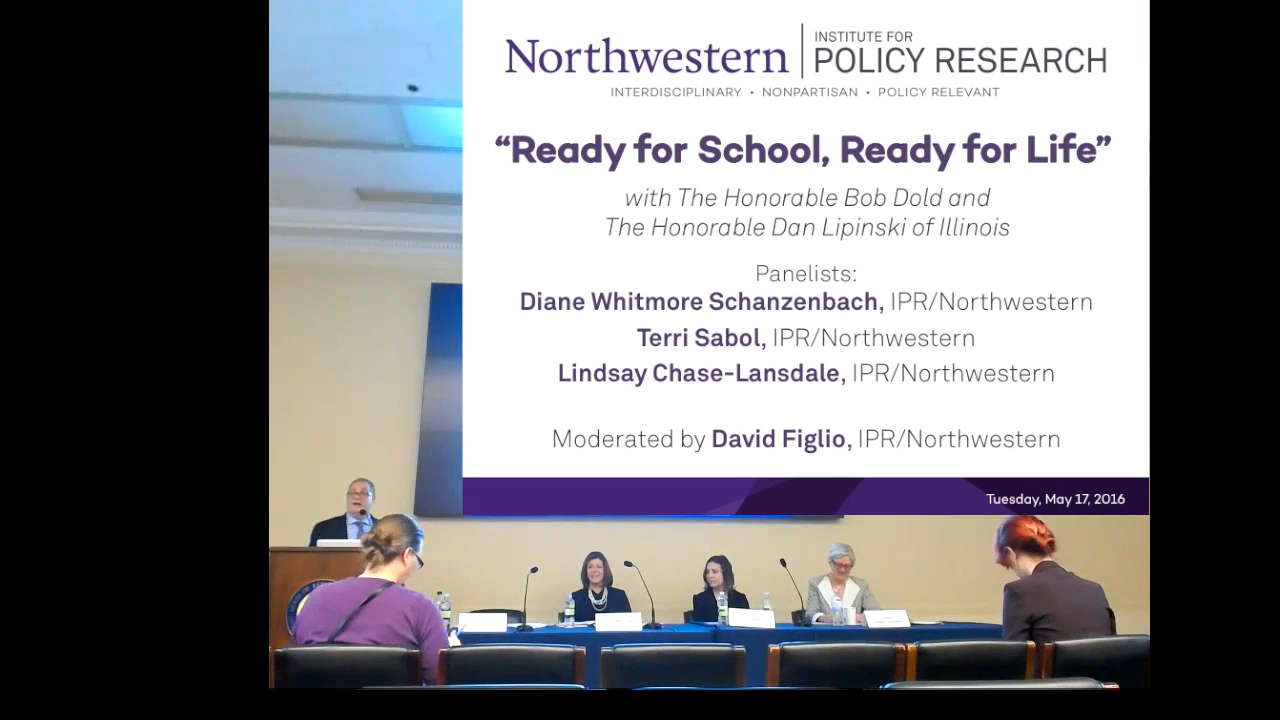 Northwestern
INSTITUTE FOR
POLICY RESEARCH
INTERDISCIPLINARY • NONPARTISAN • POLICY RELEVANT
“Ready for School, Ready for Life”
with The Honorable Bob Dold and
The Honorable Dan Lipinski of Illinois
Panelists:
Diane Whitmore Schanzenbach, IPR/Northwestern
Terri Sabol, IPR/Northwestern
Lindsay Chase-Lansdale, IPR/Northwestern
Moderated by David Figlio, IPR/Northwestern
Tuesday, May 17, 2016